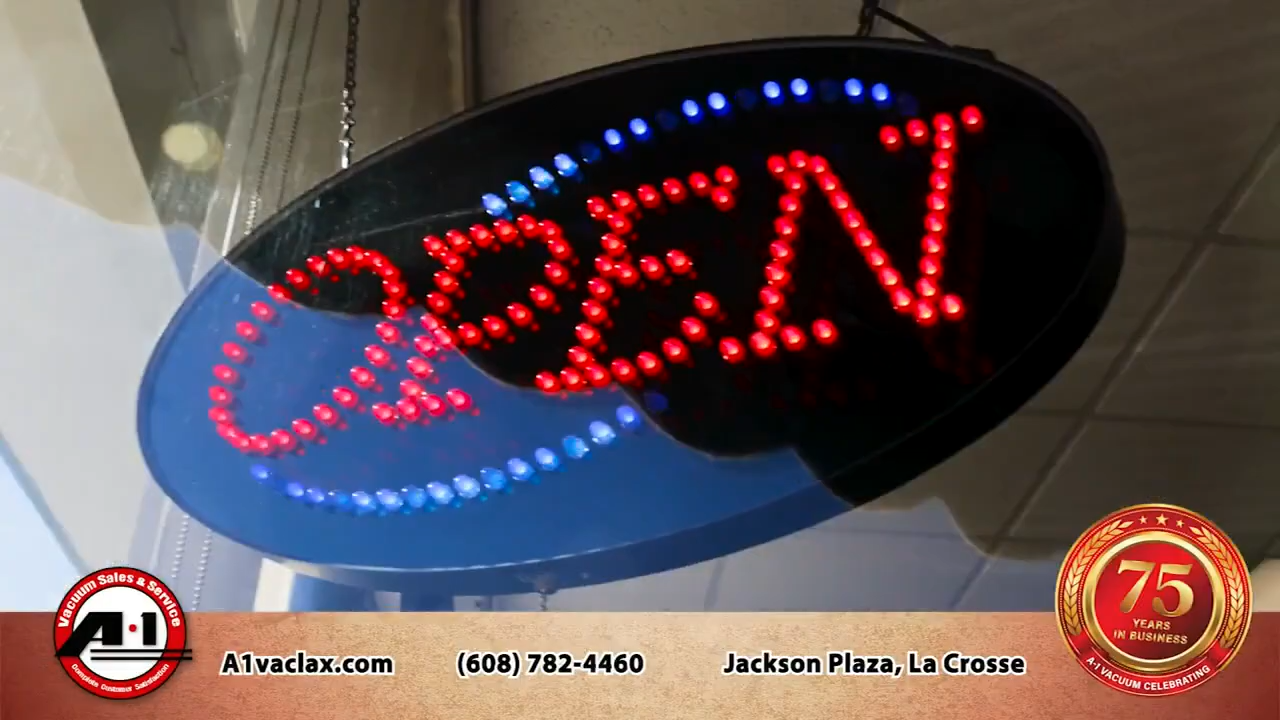 OPEN
Vacuum Sales & Service
A·1
Complete Customer Satisfaction
A1vaclax.com
(608) 782-4460
Jackson Plaza, La Crosse
75
YEARS
IN BUSINESS
A-1 VACUUM CELEBRATING